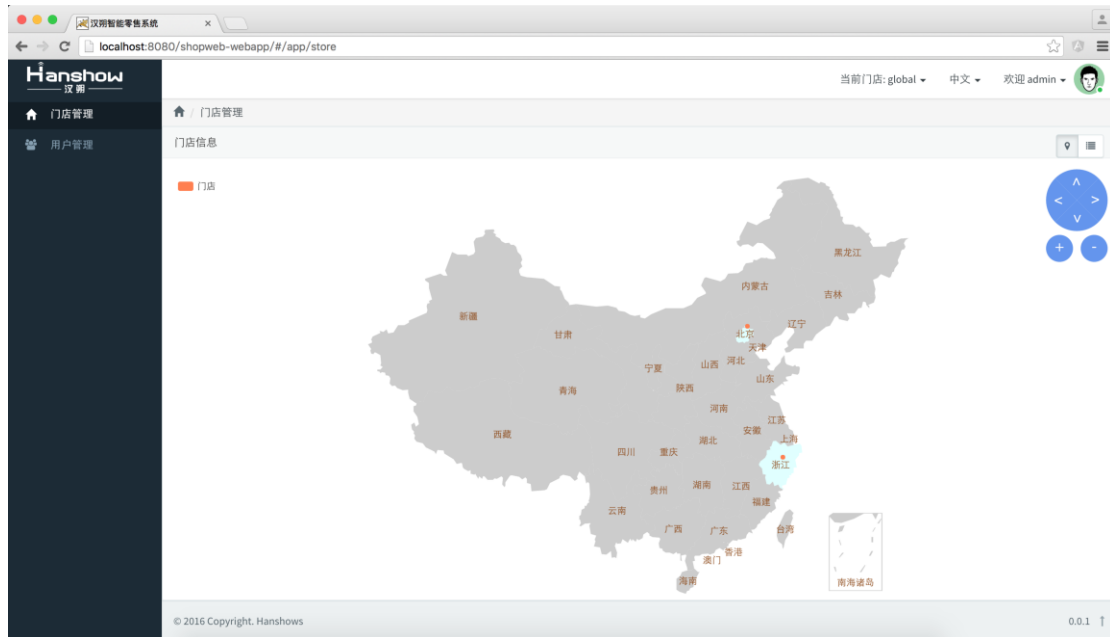 汉朔智能零售系统
localhost:8080/shopweb-webapp/#/app/store
Hanshow
汉朔
当前门店: global
中文
欢迎 admin
门店管理
用户管理
/ 门店管理
门店信息
门店
黑龙江
内蒙古
吉林
新疆
辽宁
甘肃
北京
天津
宁夏
山西
河北
山东
青海
陕西
河南
江苏
西藏
安徽
湖北
上海
四川
重庆
浙江
贵州
湖南
江西
福建
云南
广西
广东
台湾
香港
澳门
海南
南海诸岛
+
-
© 2016 Copyright. Hanshows
0.0.1